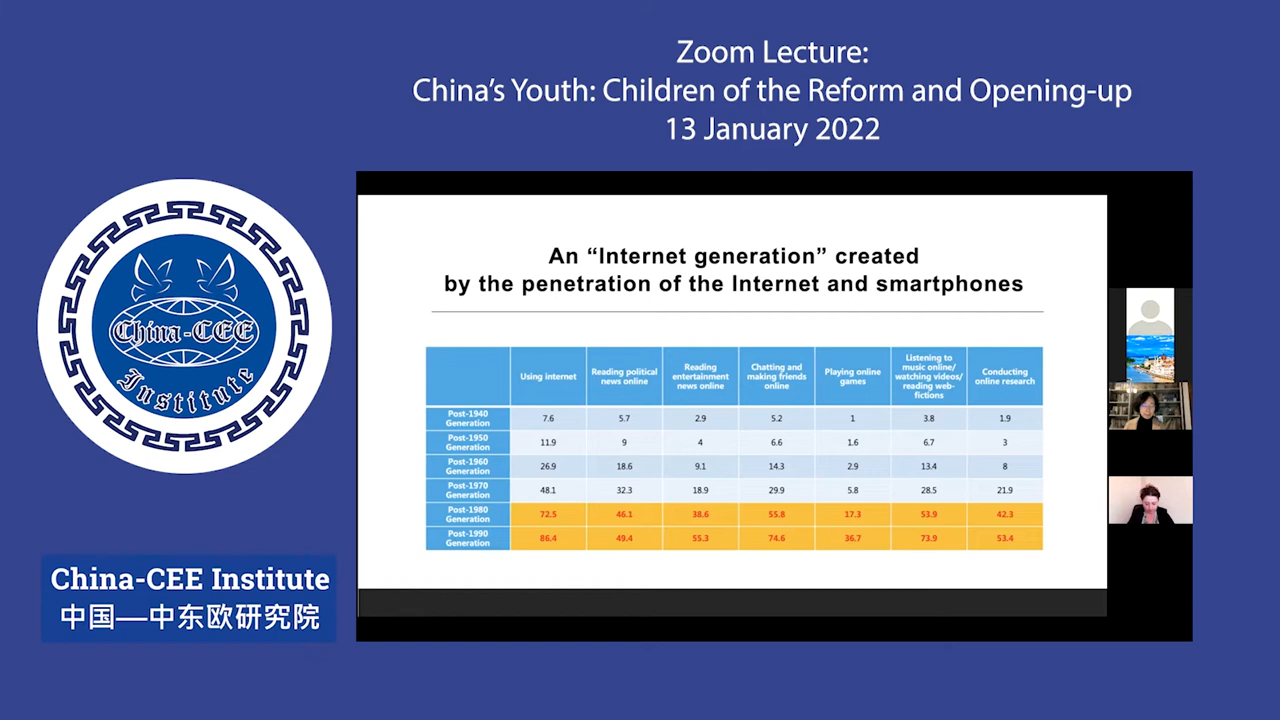 Zoom Lecture:
China's Youth: Children of the Reform and Opening-up
13 January 2022
China-CEE
Institute
China-CEE Institute
中国—中东欧研究院
An “Internet generation” created
by the penetration of the Internet and smartphones
Using internet
Reading political
news online
Reading
entertainment
news online
Chatting and
making friends
online
Playing online
games
Listening to
music online/
watching videos/
reading web-
fictions
Conducting
online research
Post-1940
Generation
7.6
5.7
2.9
5.2
1
3.8
1.9
Post-1950
Generation
11.9
9
4
6.6
1.6
6.7
3
Post-1960
Generation
26.9
18.6
9.1
14.3
2.9
13.4
8
Post-1970
Generation
48.1
32.3
18.9
29.9
5.8
28.5
21.9
Post-1980
Generation
72.5
46.1
38.6
55.8
17.3
53.9
42.3
Post-1990
Generation
86.4
49.4
55.3
74.6
36.7
73.9
53.4